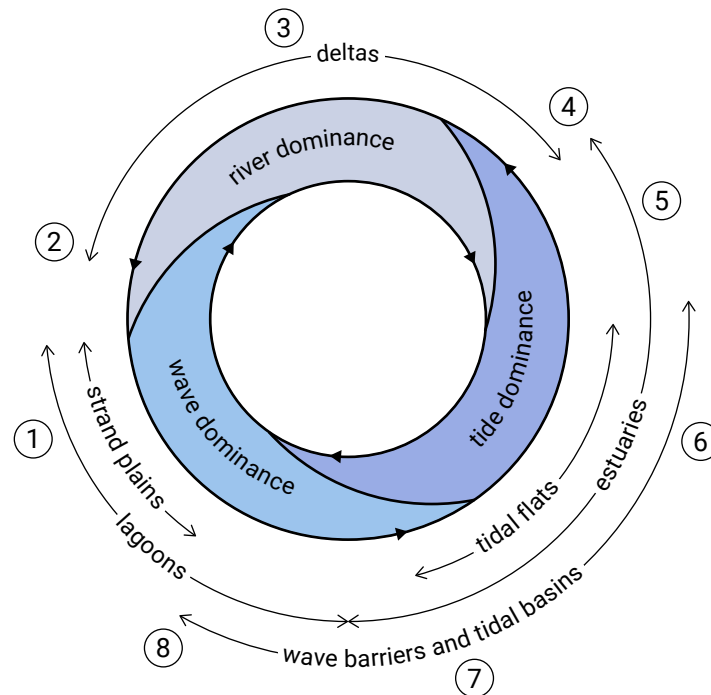 3
deltas
4
river dominance
5
2
tide dominance
wave dominance
1
strand plains
6
estuaries
tidal flats
lagoons
8
wave barriers and tidal basins
7